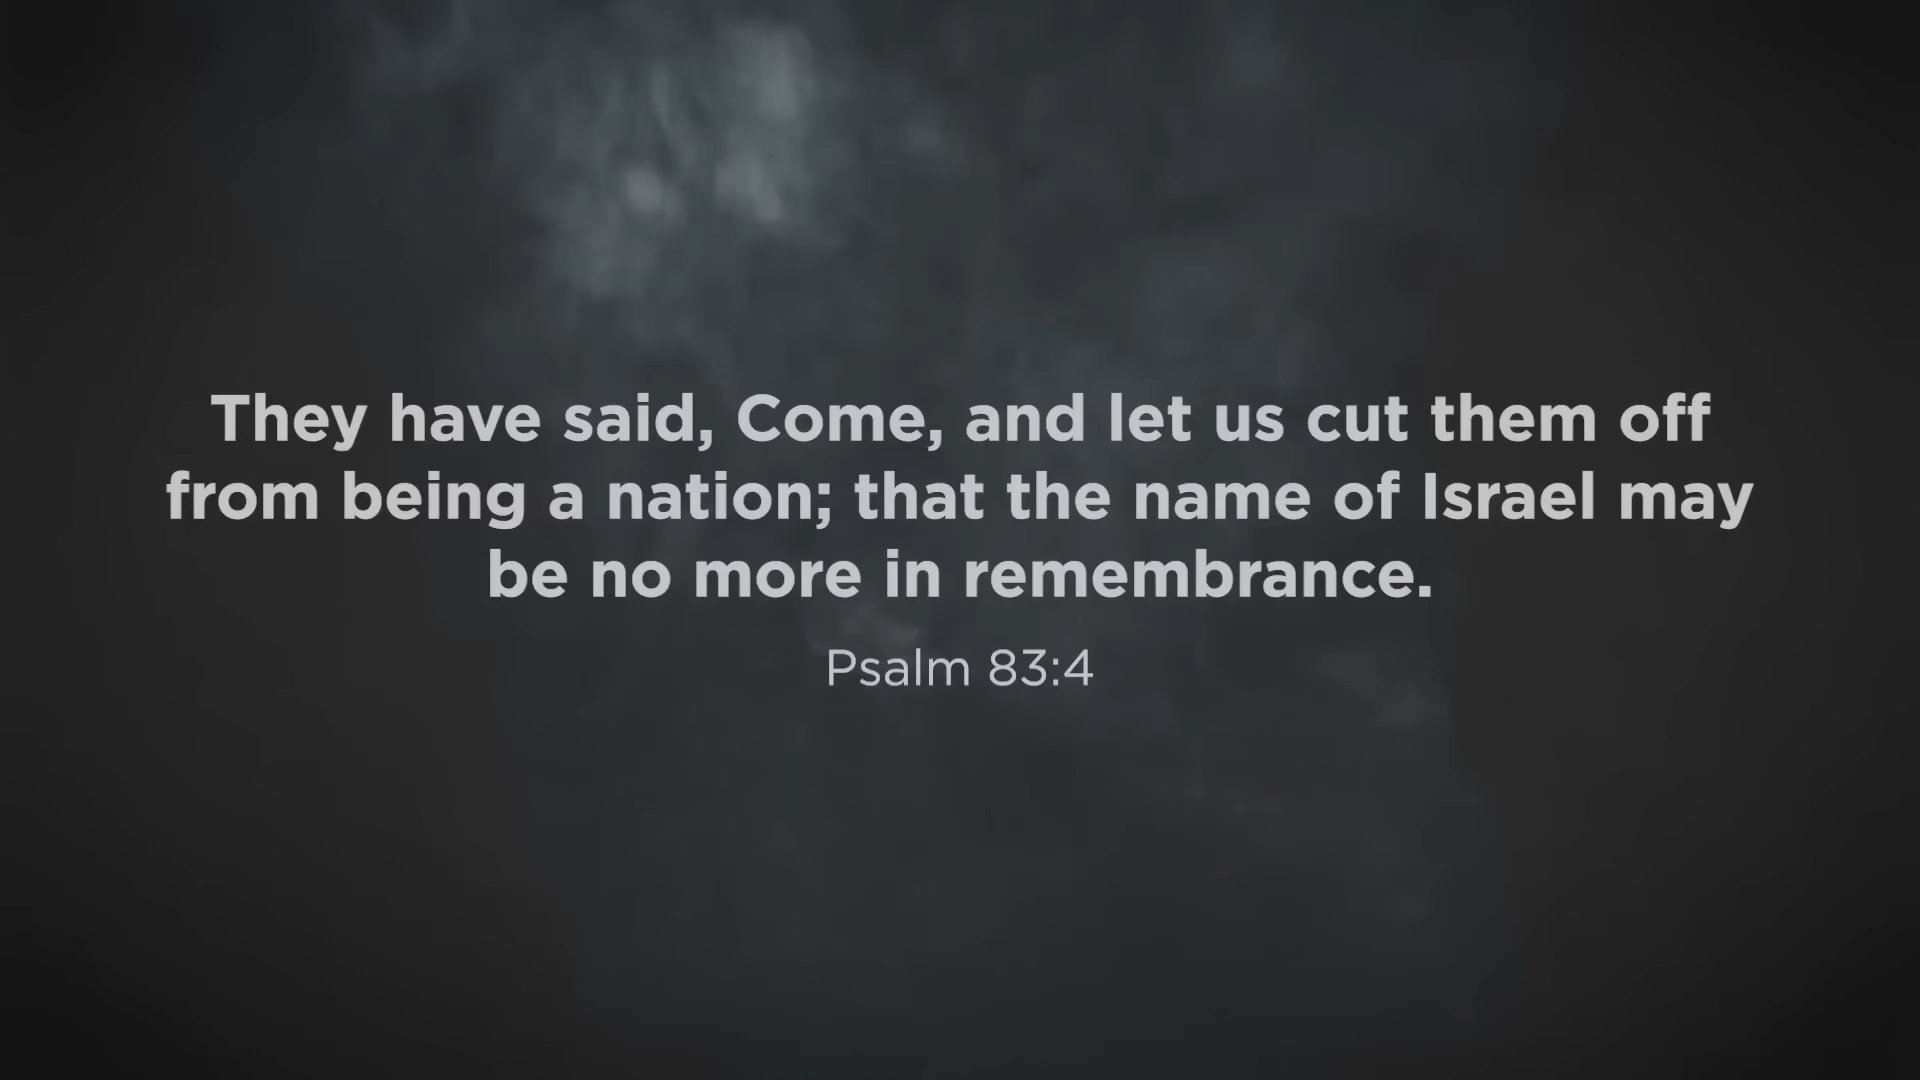 They have said, Come, and let us cut them off
from being a nation; that the name of Israel may
be no more in remembrance.
Psalm 83:4